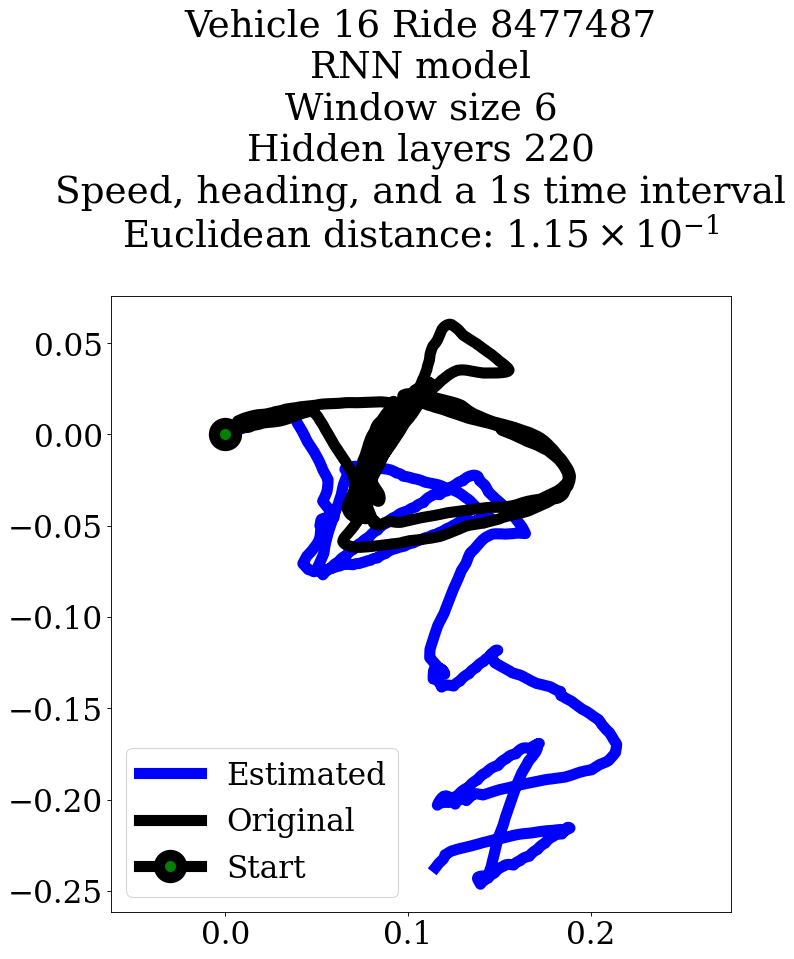 Vehicle 16 Ride 8477487
RNN model
Window size 6
Hidden layers 220
Speed, heading, and a 1s time interval
Euclidean distance: 1.15 × 10⁻¹
0.05
0.00
−0.05
−0.10
−0.15
−0.20
−0.25
Estimated
Original
Start
0.0 0.1 0.2